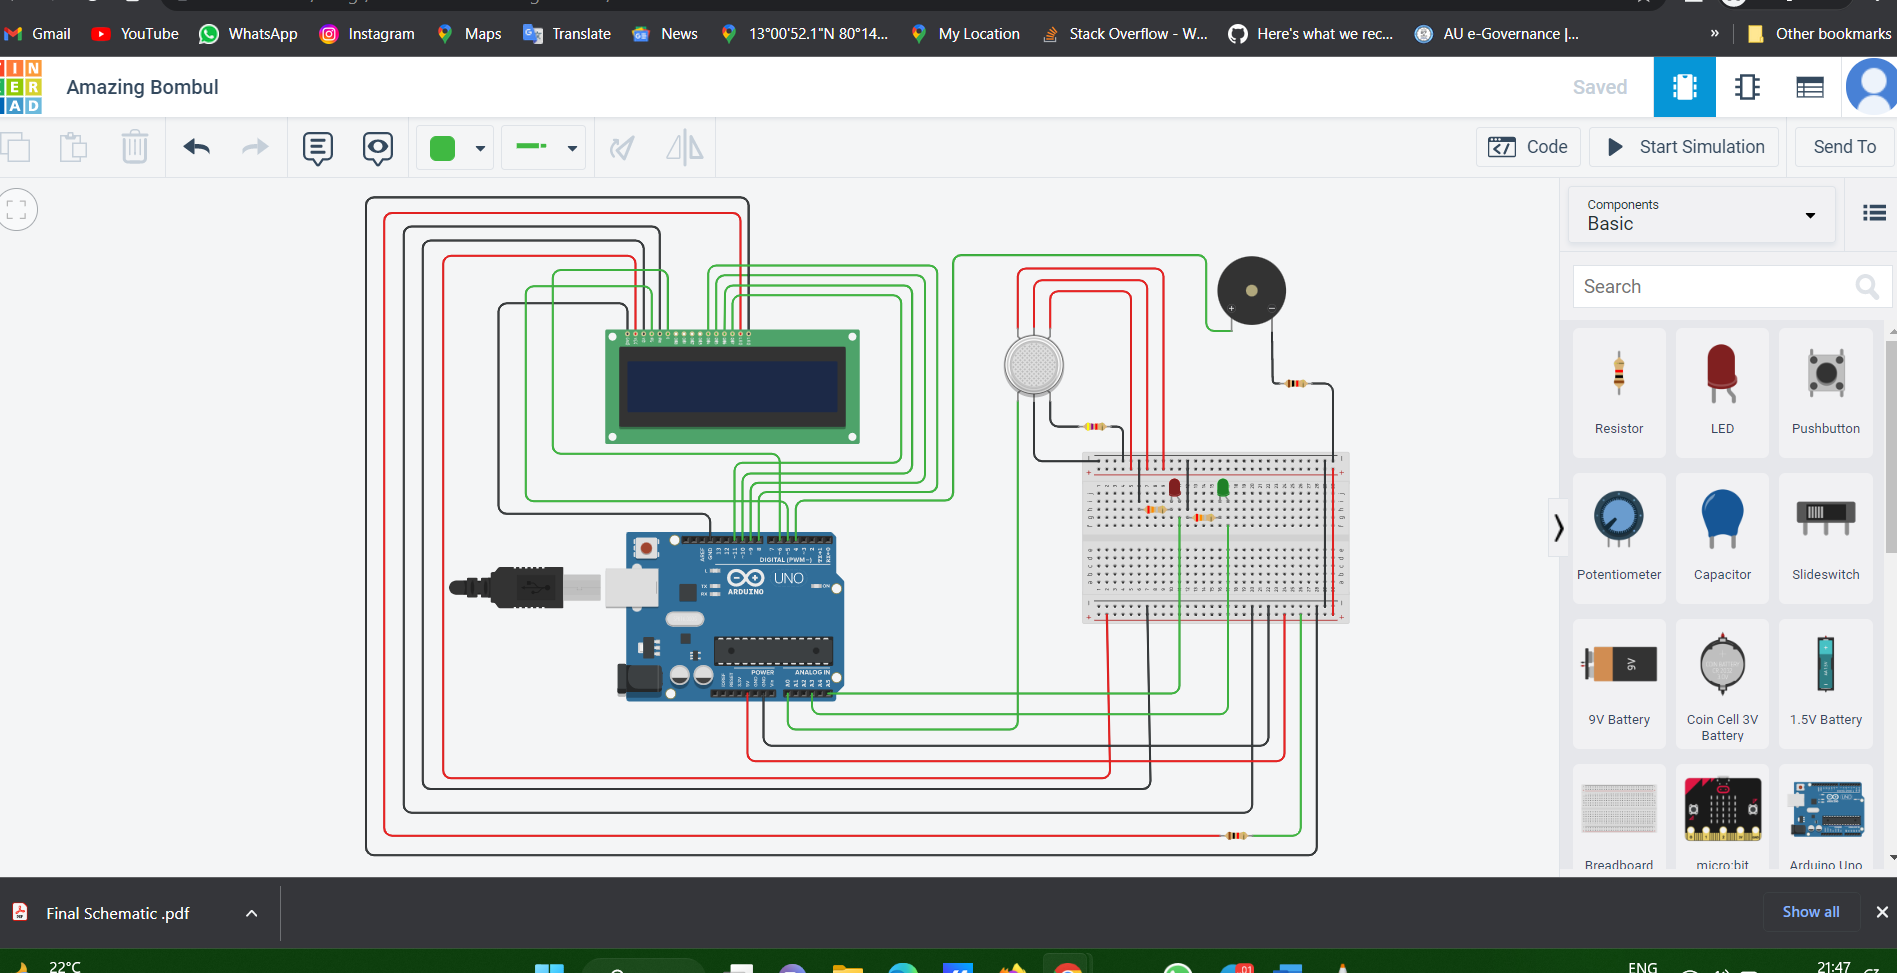 Gmail
YouTube
WhatsApp
Instagram
Maps
Translate
News
13°00'52.1"N 80°14...
My Location
Stack Overflow - W...
Here's what we rec...
AU e-Governance |...
»
Other bookmarks
I N
E R
A D
Amazing Bombul
Saved
Code
Start Simulation
Send To
Components
Basic
Search
Resistor
LED
Pushbutton
Potentiometer
Capacitor
Slideswitch
9V
9V Battery
Coin Cell 3V
Battery
1.5V Battery
Breadboard
micro:bit
Arduino Uno
DIGITAL (PWM~)
UNO
ARDUINO
POWER
ANALOG IN
Final Schematic .pdf
Show all
22°C
ENG
21:47